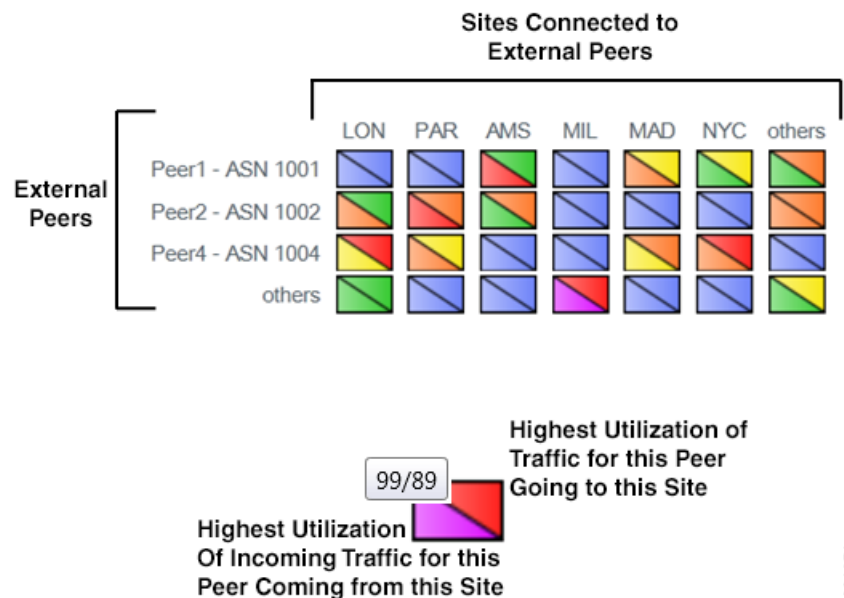 Sites Connected to
External Peers
LON PAR AMS MIL MAD NYC others
External
Peers
Peer1 - ASN 1001
Peer2 - ASN 1002
Peer4 - ASN 1004
others
Highest Utilization of
Traffic for this Peer
Going to this Site
99/89
Highest Utilization
Of Incoming Traffic for this
Peer Coming from this Site